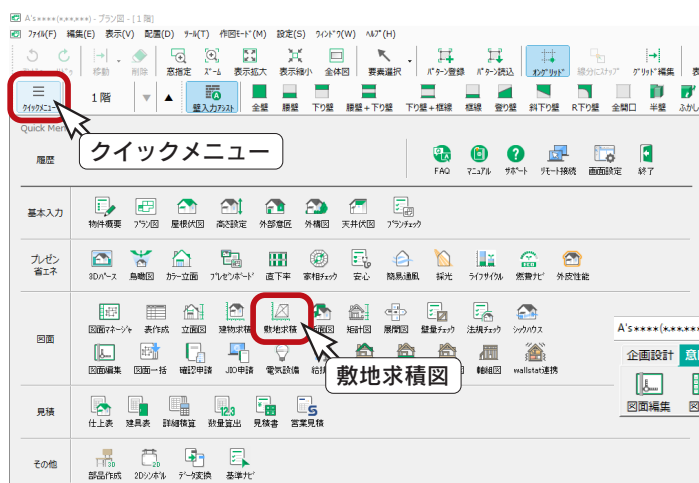 A's****(*.**.***) - プラン図 - [1 階]
ファイル(F) 編集(E) 表示(V) 配置(D) ツール(T) 作図モード(M) 設定(S) ウィンドウ(W) ヘルプ(H)
移動 削除 窓指定 ズーム 表示拡大 表示縮小 全体図 要素選択 パターン登録 パターン読込 オングリッド 線分にスナップ グリッド編集 表
クイックメニュー 1 階 壁入力アシスト 全壁 腰壁 下り壁 腰壁+下り壁 下り壁+框線 框線 登り壁 斜下り壁 R下り壁 全開口 半壁 ふかし
Quick Menu
クイックメニュー
履歴 FAQ マニュアル サポート リモート接続 画面設定 終了
基本入力 物件概要 プラン図 屋根伏図 高さ設定 外部意匠 外構図 天井伏図 プランチェック
プレゼン
省エネ
3Dパース 鳥瞰図 カラー立面 プレゼンボード 直下率 家相チェック 安心 簡易通風 採光 ライフサイクル 燃費ナビ 外皮性能
図面
図面マネージャ 表作成 立面図 建物求積 敷地求積 断面図 矩計図 展開図 壁量チェック 法規チェック シックハウス
図面編集 図面一括 確認申請 JIO申請 電気設備 軸組図 wallstat連携
敷地求積図
A's****(*.**.***
企画設計 意
図面編集 図
見積 仕上表 建具表 詳細積算 数量算出 見積書 営業見積
その他 部品作成 2Dシンボル データ変換 基準ナビ